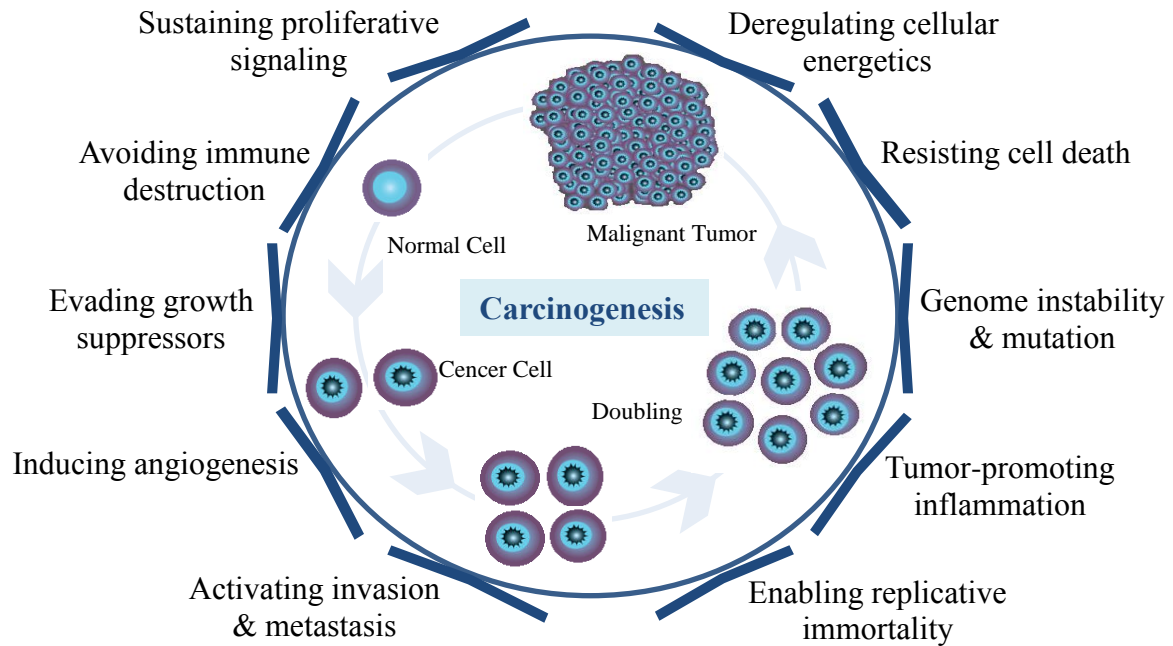 Sustaining proliferative
signaling
Deregulating cellular
energetics
Avoiding immune
destruction
Resisting cell death
Normal Cell
Malignant Tumor
Evading growth
suppressors
Carcinogenesis
Genome instability
& mutation
Cencer Cell
Doubling
Inducing angiogenesis
Tumor-promoting
inflammation
Activating invasion
& metastasis
Enabling replicative
immortality